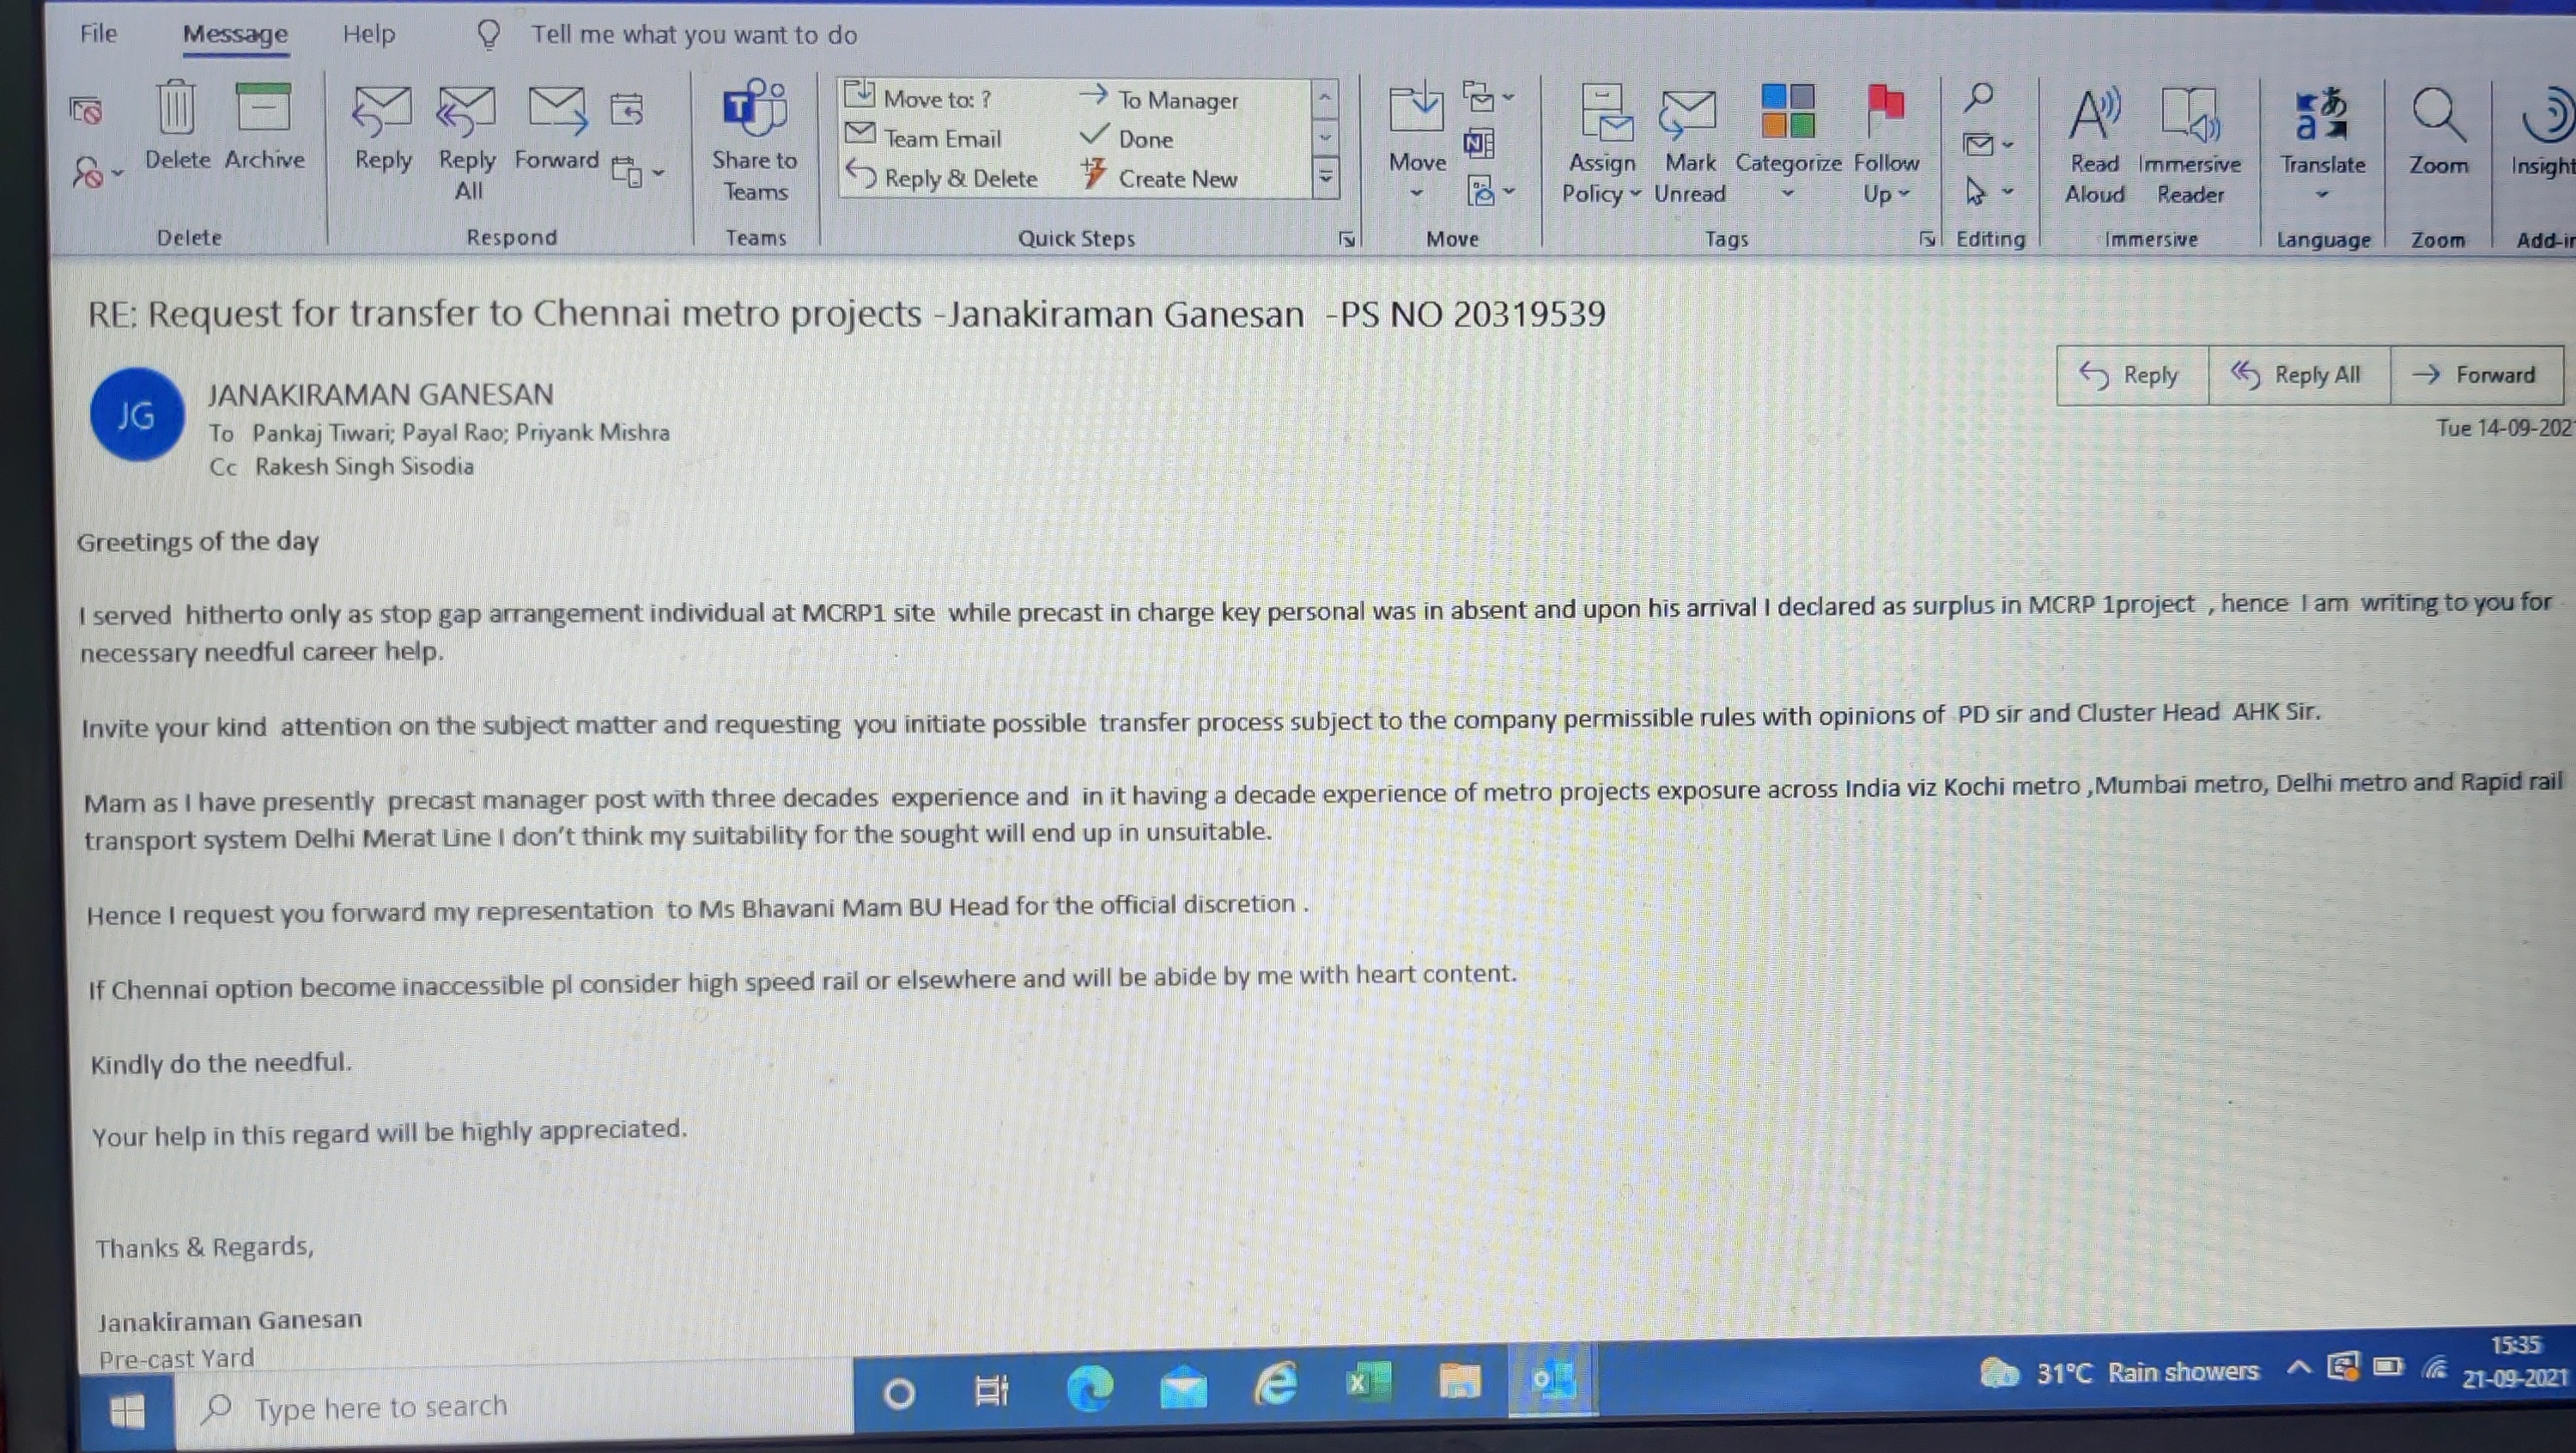 File Message Help Tell me what you want to do
Move to: ? To Manager
Team Email Done
Reply & Delete Create New
Delete Archive Reply Reply All Forward Share to Teams Move Assign Policy Mark Unread Categorize Follow Up Read Aloud Immersive Reader Translate Zoom
Delete Respond Teams Quick Steps Move Tags Editing Immersive Language Zoom
RE: Request for transfer to Chennai metro projects -Janakiraman Ganesan -PS NO 20319539
Reply Reply All Forward
JG
JANAKIRAMAN GANESAN
To Pankaj Tiwari; Payal Rao; Priyank Mishra
Tue 14-09-202
Cc Rakesh Singh Sisodia
Greetings of the day
I served hitherto only as stop gap arrangement individual at MCRP1 site while precast in charge key personal was in absent and upon his arrival I declared as surplus in MCRP 1project , hence I am writing to you for
necessary needful career help.
Invite your kind attention on the subject matter and requesting you initiate possible transfer process subject to the company permissible rules with opinions of PD sir and Cluster Head AHK Sir.
Mam as I have presently precast manager post with three decades experience and in it having a decade experience of metro projects exposure across India viz Kochi metro ,Mumbai metro, Delhi metro and Rapid rail
transport system Delhi Merat Line I don't think my suitability for the sought will end up in unsuitable.
Hence I request you forward my representation to Ms Bhavani Mam BU Head for the official discretion .
If Chennai option become inaccessible pl consider high speed rail or elsewhere and will be abide by me with heart content.
Kindly do the needful.
Your help in this regard will be highly appreciated.
Thanks & Regards,
Janakiraman Ganesan
Pre-cast Yard
Type here to search
31°C Rain showers
15:35
21-09-2021